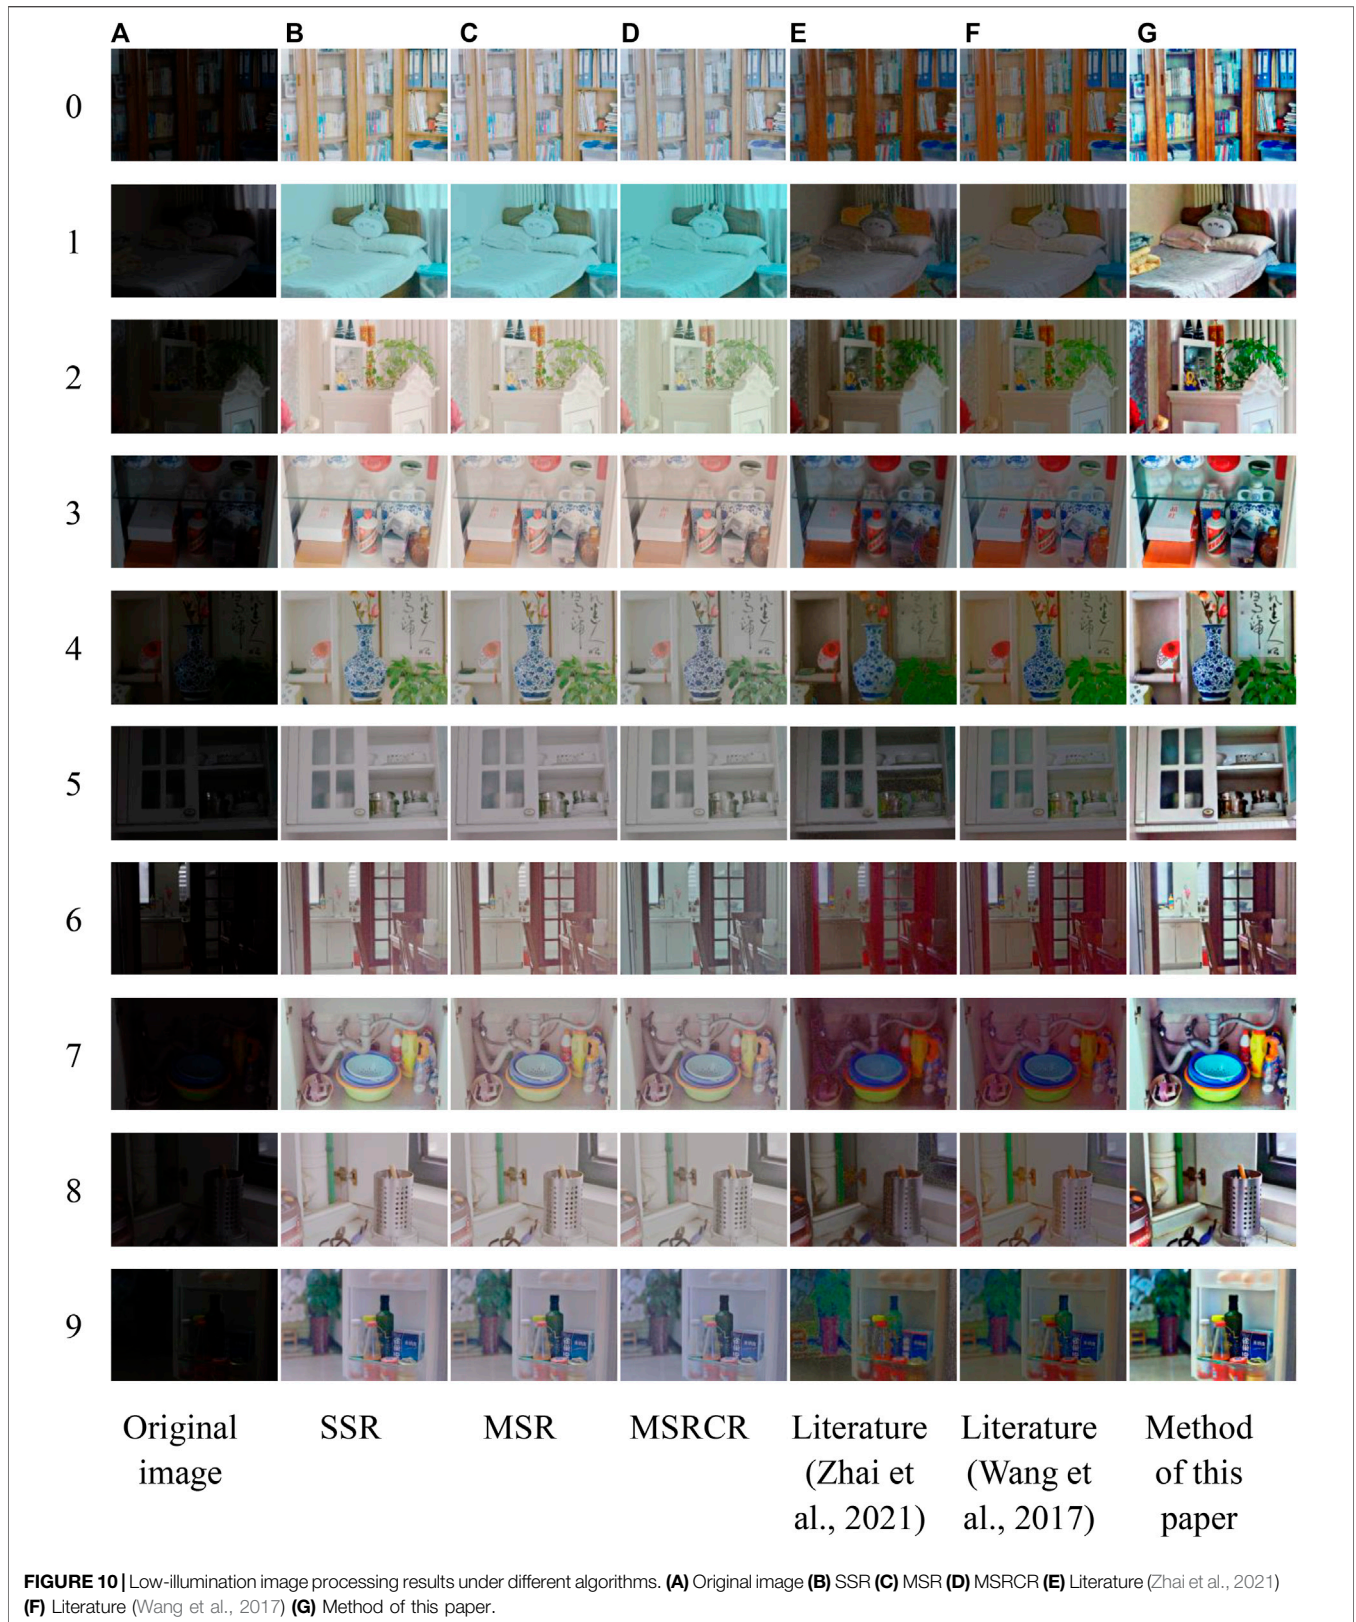 A B C D E F G
0
1
2
3
4
5
6
7
8
9
Original image
SSR
MSR
MSRCR
Literature (Zhai et al., 2021)
Literature (Wang et al., 2017)
Method of this paper
FIGURE 10 | Low-illumination image processing results under different algorithms. (A) Original image (B) SSR (C) MSR (D) MSRCR (E) Literature (Zhai et al., 2021)
(F) Literature (Wang et al., 2017) (G) Method of this paper.